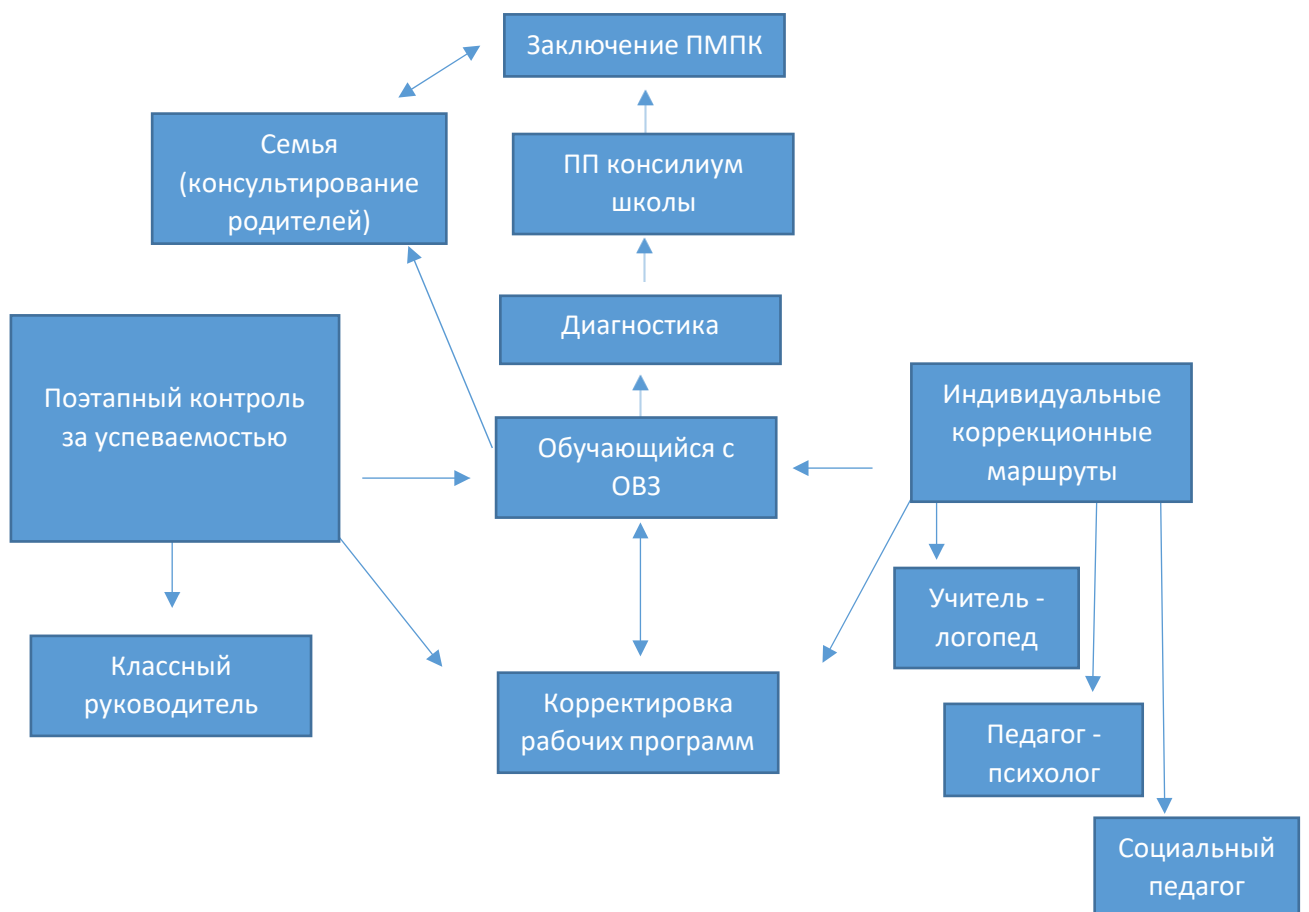 Заключение ПМПК
Семья
(консультирование
родителей)
ПП консилиум
школы
Диагностика
Поэтапный контроль
за успеваемостью
Обучающийся с
ОВЗ
Индивидуальные
коррекционные
маршруты
Учитель -
логопед
Классный
руководитель
Корректировка
рабочих программ
Педагог -
психолог
Социальный
педагог